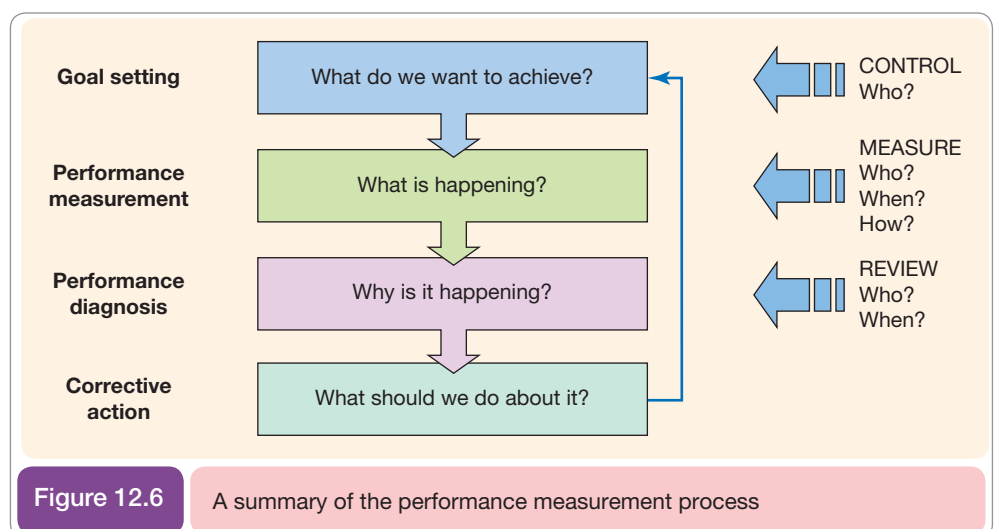 Goal setting
What do we want to achieve?
CONTROL
Who?
Performance
measurement
What is happening?
MEASURE
Who?
When?
How?
Performance
diagnosis
Why is it happening?
REVIEW
Who?
When?
Corrective
action
What should we do about it?
Figure 12.6
A summary of the performance measurement process